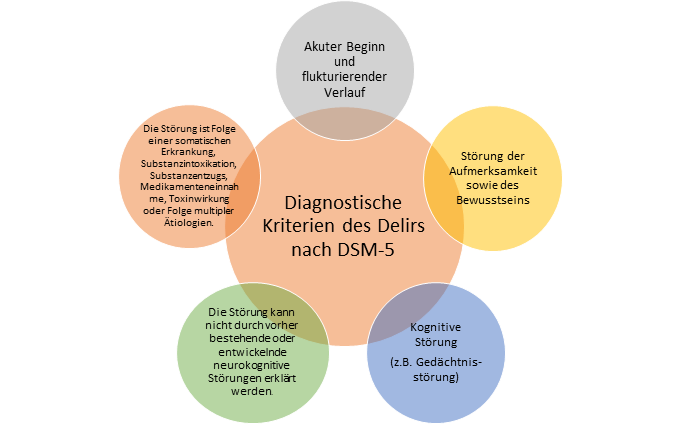 Akuter Beginn
und
flukturierender
Verlauf
Störung der
Aufmerksamkeit
sowie des
Bewusstseins
Kognitive
Störung
(z.B. Gedächtnis-
störung)
Die Störung kann
nicht durch vorher
bestehende oder
entwickelnde
neurokognitive
Störungen erklärt
werden.
Die Störung ist Folge
einer somatischen
Erkrankung,
Substanzintoxikation,
Substanzentzugs,
Medikamenteneinnah
me, Toxinwirkung
oder Folge multipler
Ätiologien.
Diagnostische
Kriterien des Delirs
nach DSM-5